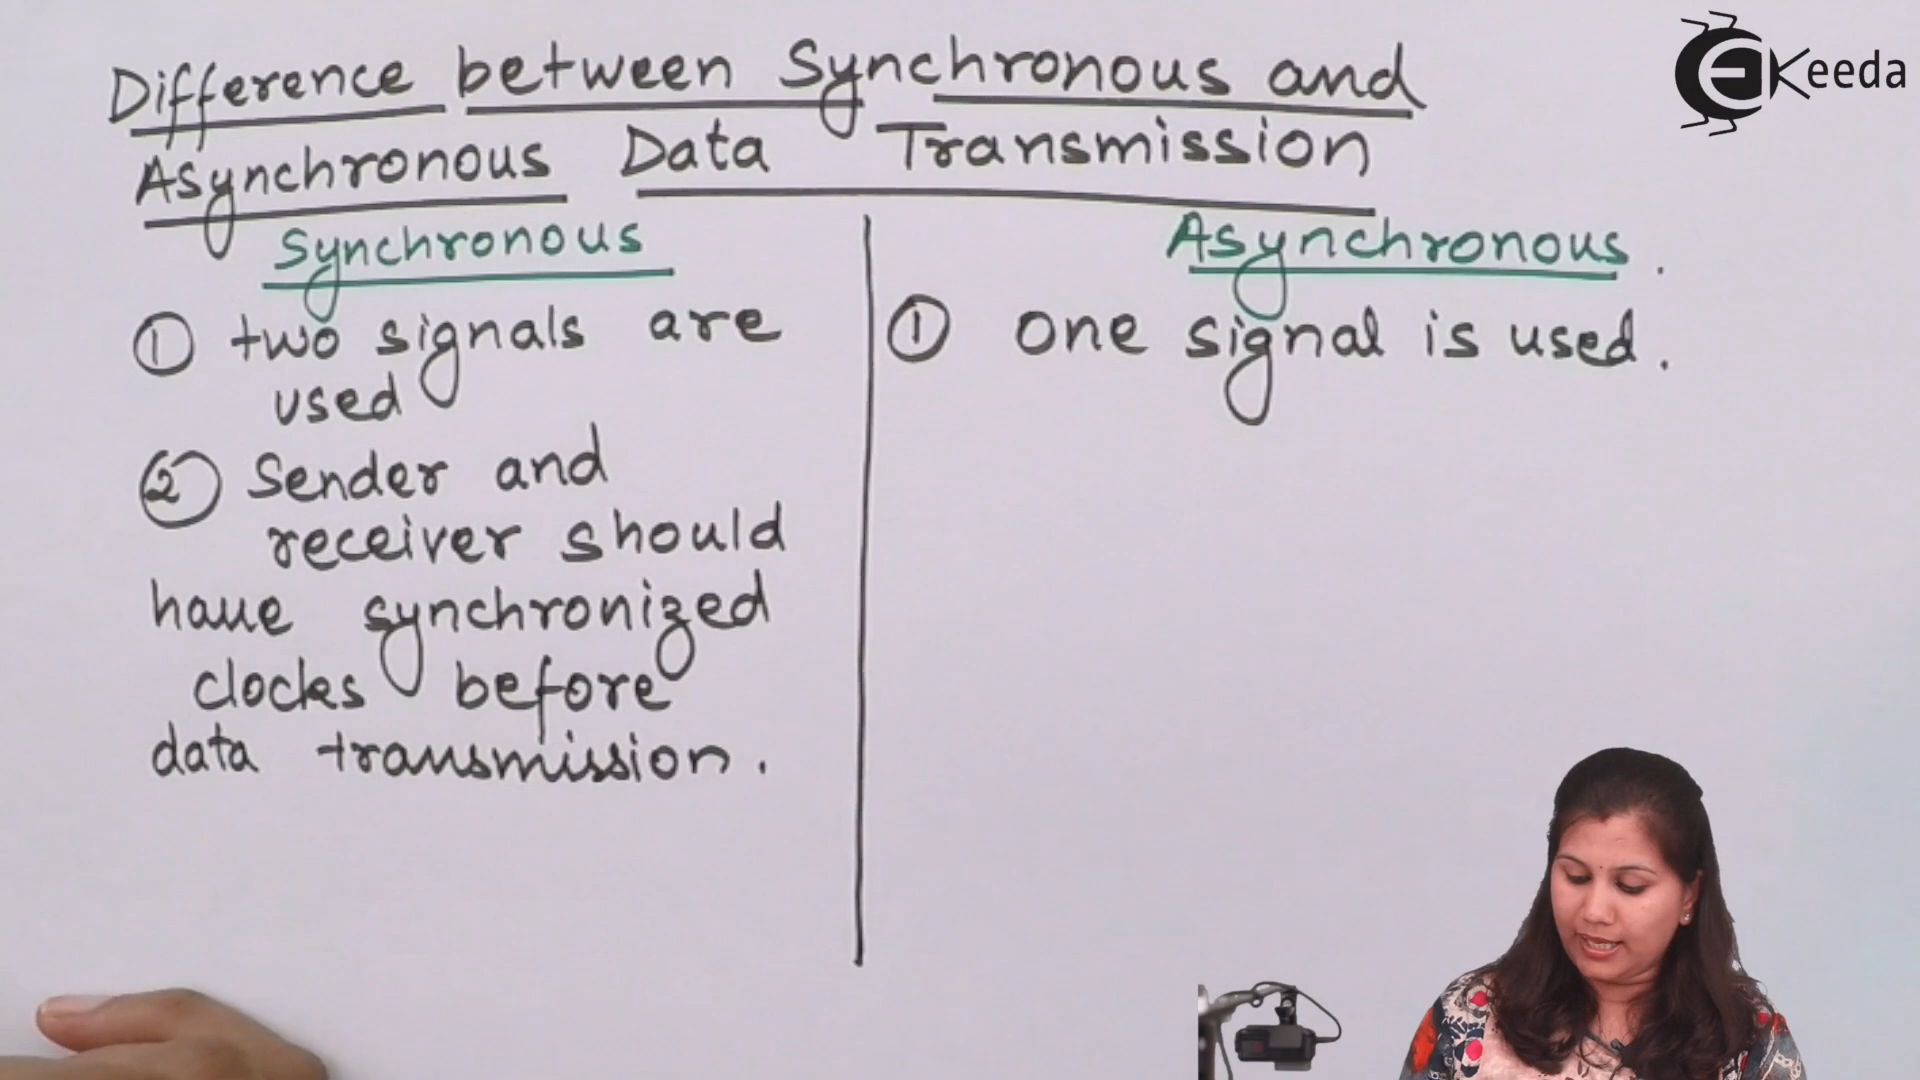 Difference between Synchronous and
Asynchronous Data Transmission
Synchronous
① two signals are
used
② Sender and
receiver should
have synchronized
clocks before
data transmission.
Asynchronous.
① One signal is used.
EKeeda